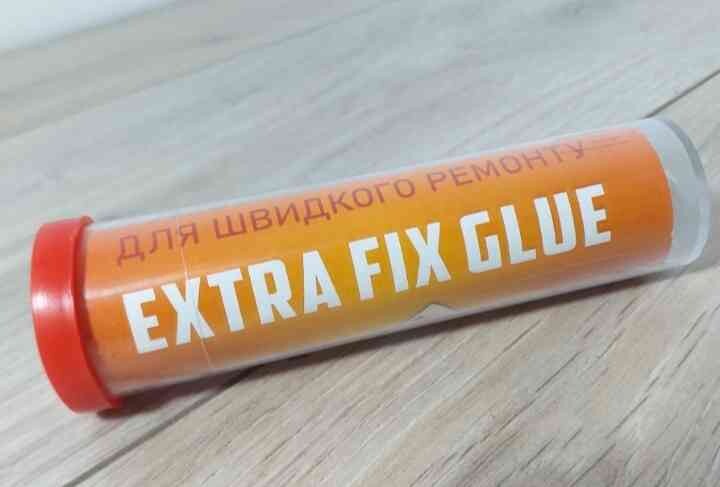 ДЛЯ ШВИДКОГО РЕМОНТУ
EXTRA FIX GLUE